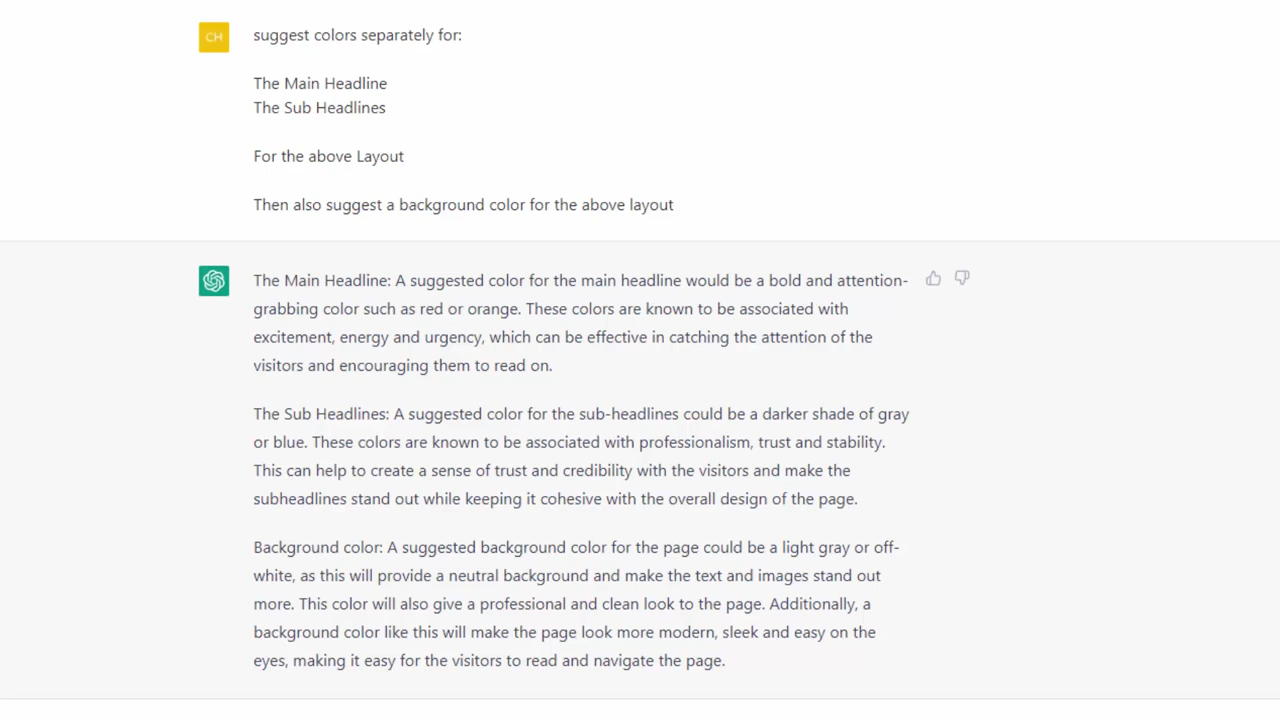 CH
suggest colors separately for:
The Main Headline
The Sub Headlines
For the above Layout
Then also suggest a background color for the above layout
The Main Headline: A suggested color for the main headline would be a bold and attention-
grabbing color such as red or orange. These colors are known to be associated with
excitement, energy and urgency, which can be effective in catching the attention of the
visitors and encouraging them to read on.
The Sub Headlines: A suggested color for the sub-headlines could be a darker shade of gray
or blue. These colors are known to be associated with professionalism, trust and stability.
This can help to create a sense of trust and credibility with the visitors and make the
subheadlines stand out while keeping it cohesive with the overall design of the page.
Background color: A suggested background color for the page could be a light gray or off-
white, as this will provide a neutral background and make the text and images stand out
more. This color will also give a professional and clean look to the page. Additionally, a
background color like this will make the page look more modern, sleek and easy on the
eyes, making it easy for the visitors to read and navigate the page.